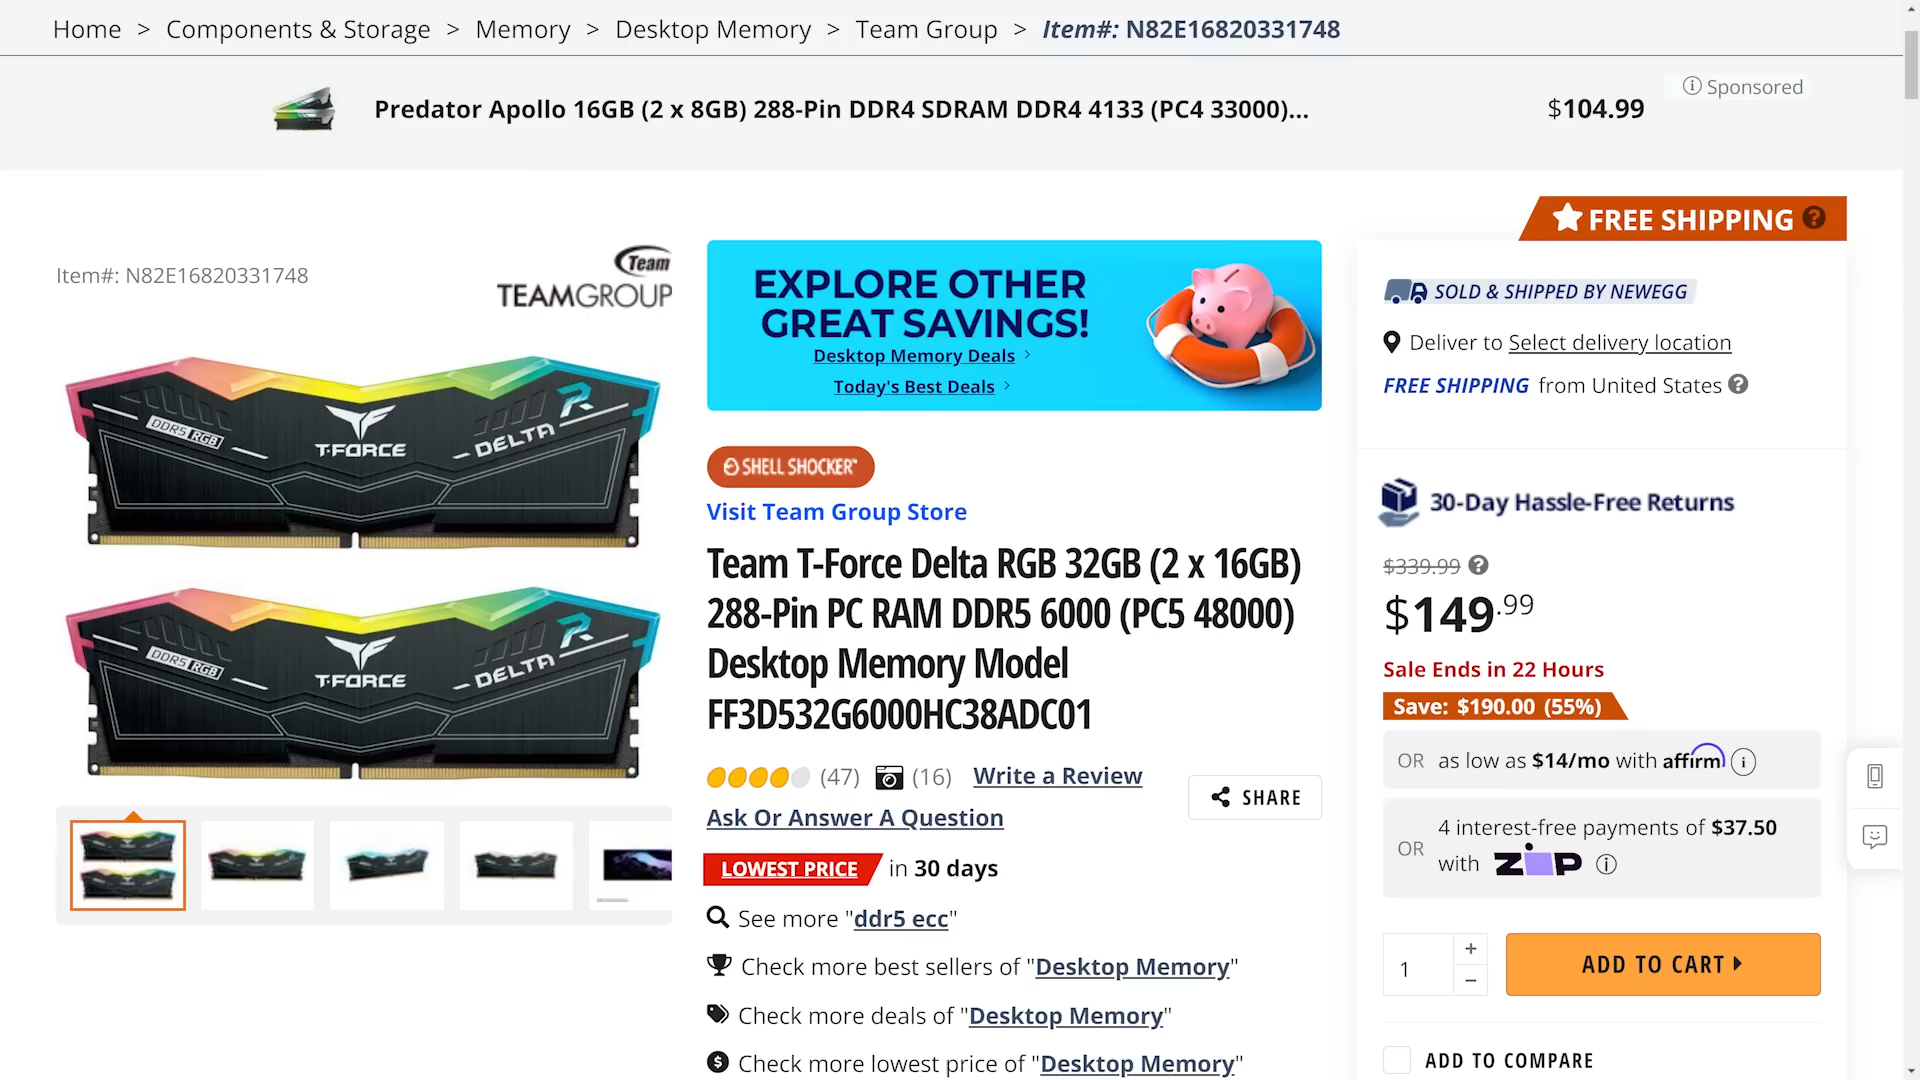 Home > Components & Storage > Memory > Desktop Memory > Team Group > Item#: N82E16820331748
Predator Apollo 16GB (2 x 8GB) 288-Pin DDR4 SDRAM DDR4 4133 (PC4 33000)...
$104.99
Sponsored
FREE SHIPPING
Item#: N82E16820331748
Team
TEAMGROUP
DDR5 RGB
T-FORCE
DELTA
DDR5 RGB
T-FORCE
DELTA
EXPLORE OTHER
GREAT SAVINGS!
Desktop Memory Deals
Today's Best Deals
SHELL SHOCKER
Visit Team Group Store
Team T-Force Delta RGB 32GB (2 x 16GB)
288-Pin PC RAM DDR5 6000 (PC5 48000)
Desktop Memory Model
FF3D532G6000HC38ADC01
(47) (16) Write a Review
SHARE
Ask Or Answer A Question
LOWEST PRICE in 30 days
See more "ddr5 ecc"
Check more best sellers of "Desktop Memory"
Check more deals of "Desktop Memory"
Check more lowest price of "Desktop Memory"
SOLD & SHIPPED BY NEWEGG
Deliver to Select delivery location
FREE SHIPPING from United States
30-Day Hassle-Free Returns
$339.99
$149.99
Sale Ends in 22 Hours
Save: $190.00 (55%)
OR as low as $14/mo with affirm
OR 4 interest-free payments of $37.50
with ZIP
1 + −
ADD TO CART
ADD TO COMPARE